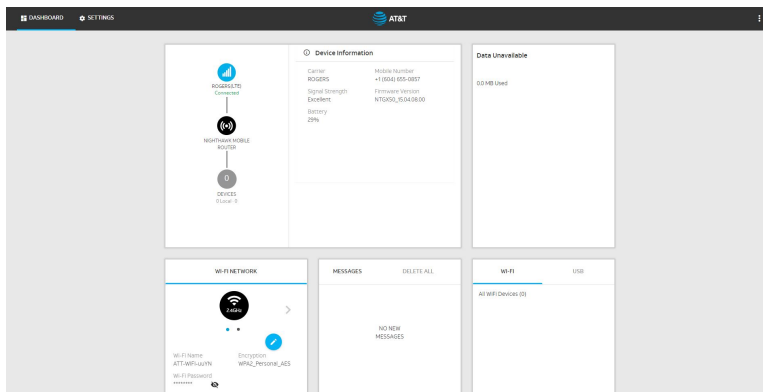 DASHBOARD SETTINGS AT&T
Device Information
Carrier Mobile Number
ROGERS +1 (604) 655-0857
Signal Strength Firmware Version
Excellent NTGX50_15.04.08.00
Battery
29%
ROGERS(LTE)
Connected
NIGHTHAWK MOBILE
ROUTER
0
DEVICES
0 Local · 0
Data Unavailable
0.0 MB Used
WI-FI NETWORK
2.4GHz
Wi-Fi Name Encryption
ATT-WIFI-uuYN WPA2_Personal_AES
Wi-Fi Password
********
MESSAGES DELETE ALL
NO NEW
MESSAGES
WI-FI USB
All WiFi Devices (0)